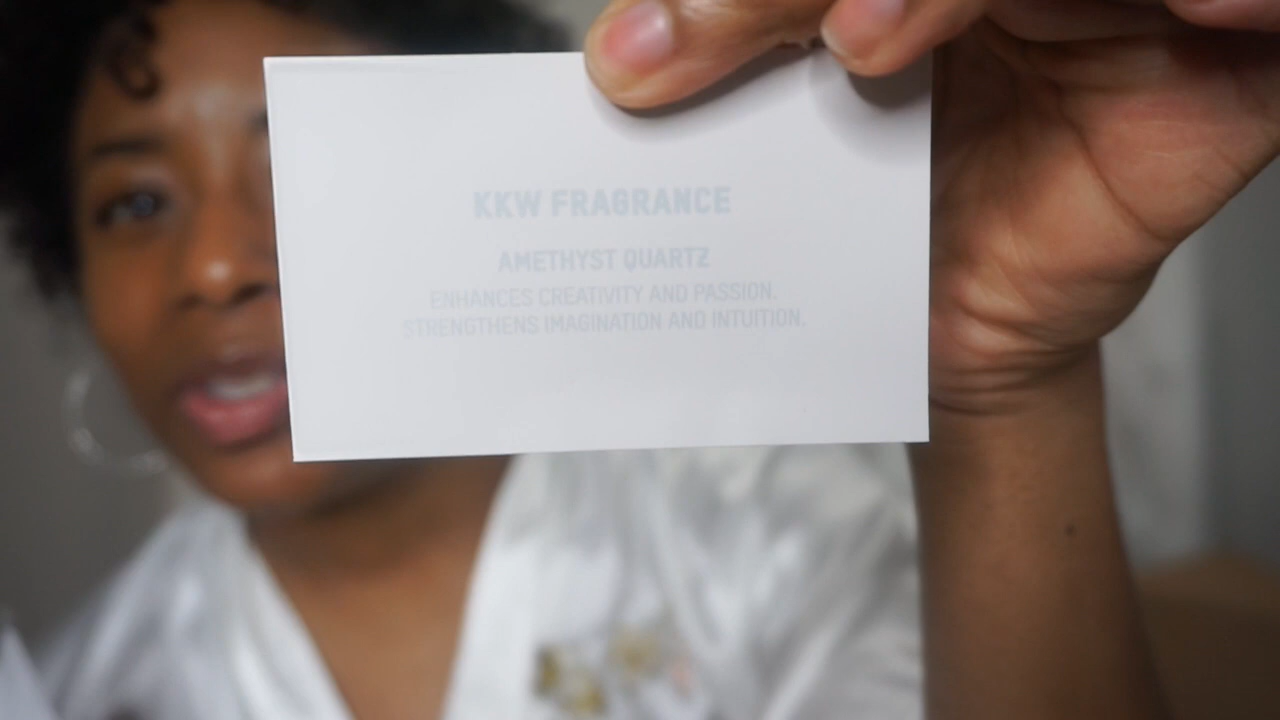 KKW FRAGRANCE
AMETHYST QUARTZ
ENHANCES CREATIVITY AND PASSION.
STRENGTHENS IMAGINATION AND INTUITION.